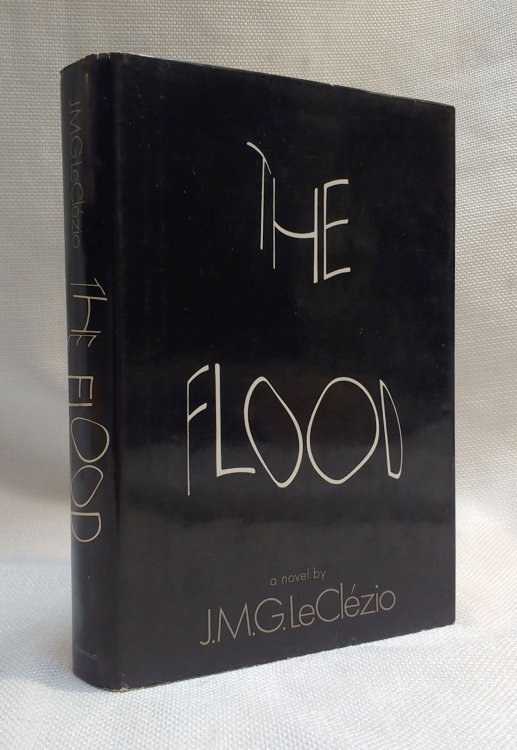 THE
FLOOD
a novel by
J.M.G. LeClézio
J.M.G. LeClézio
THE FLOOD